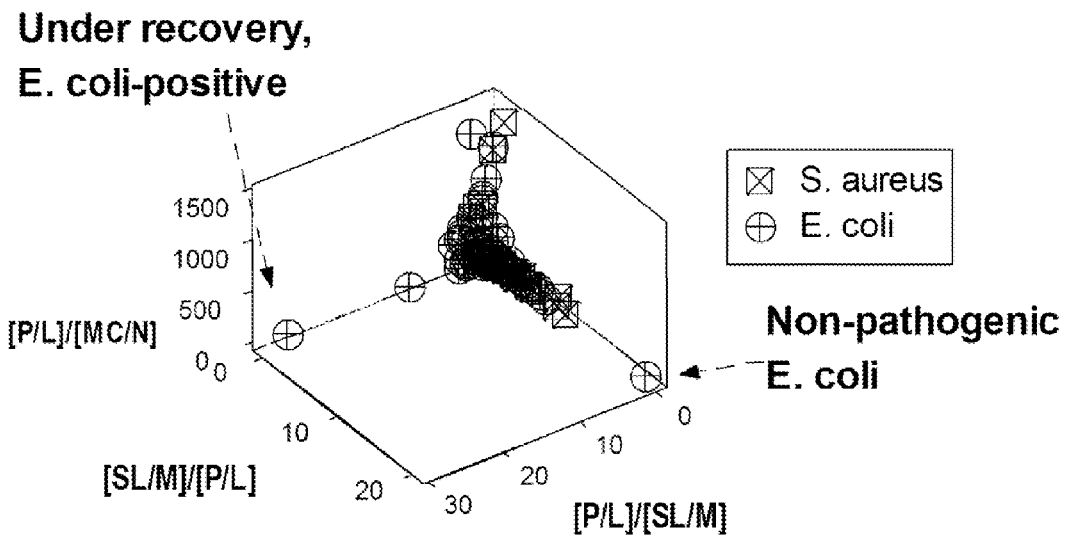 Under recovery,
E. coli-positive
S. aureus
E. coli
1500
1000
500
0
[P/L]/[MC/N]
0
10
20
[SL/M]/[P/L]
30
20
10
0
[P/L]/[SL/M]
Non-pathogenic
E. coli